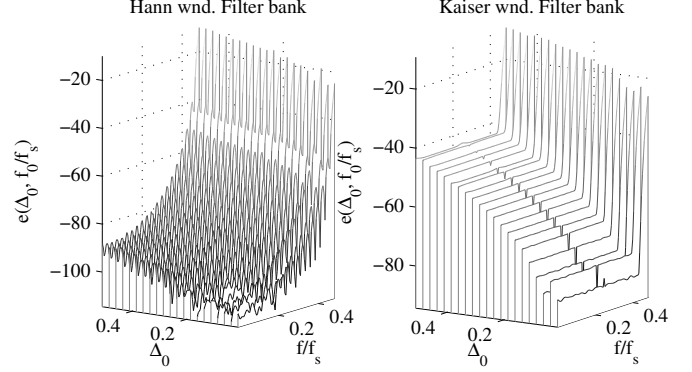 Hann wnd. Filter bank
e(Δ₀, f₀/fₛ)
−20
−40
−60
−80
−100
0.4
0.2
Δ₀
0.2
0.4
f/fₛ
Kaiser wnd. Filter bank
e(Δ₀, f₀/fₛ)
−20
−40
−60
−80
0.4
0.2
Δ₀
0.2
0.4
f/fₛ